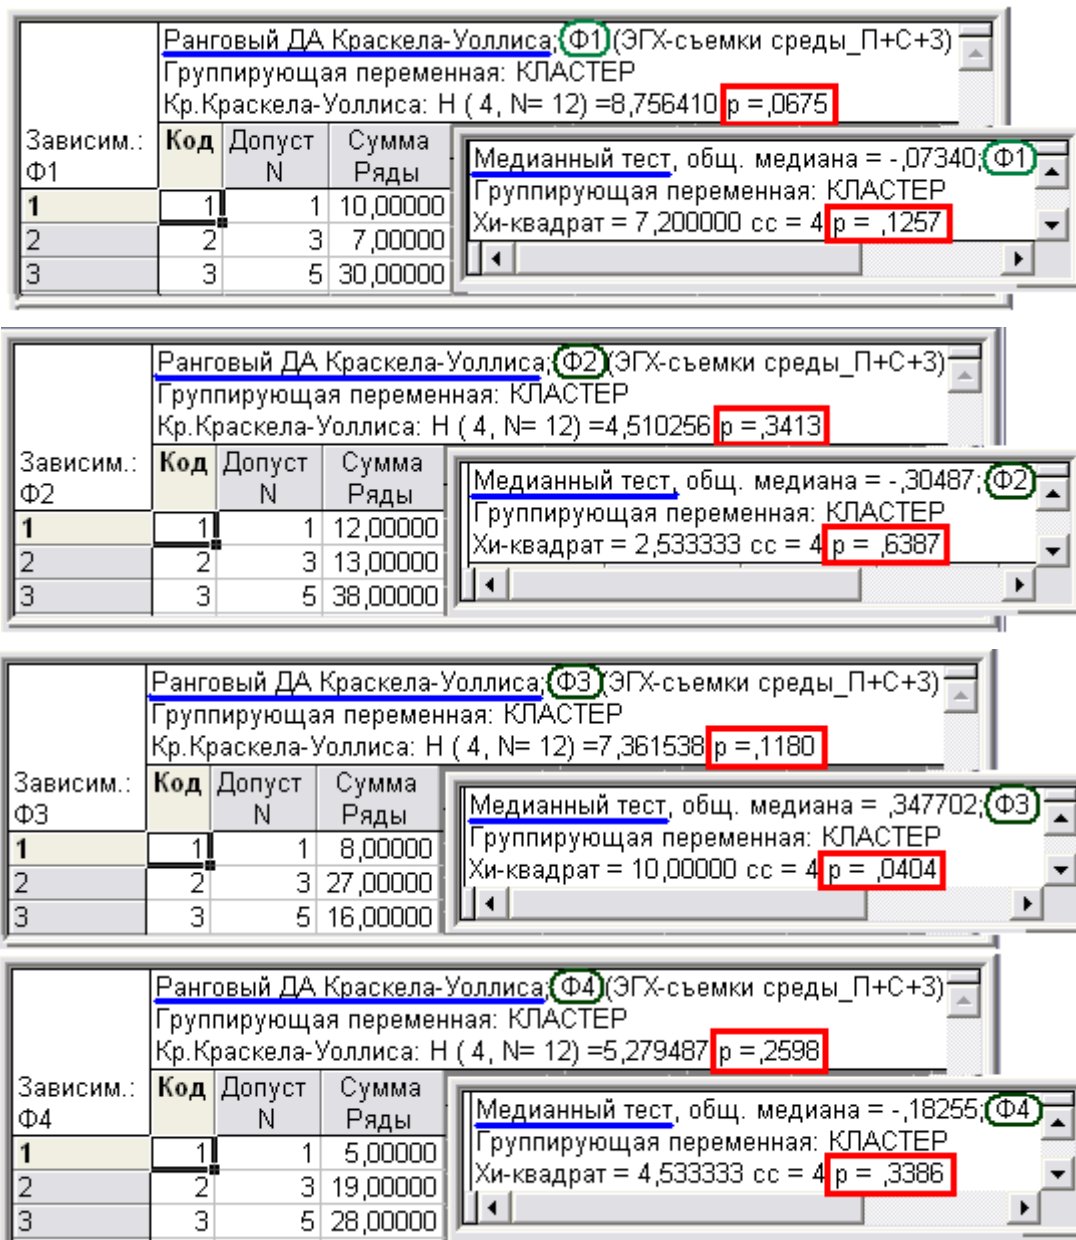 Ранговый ДА Краскела-Уоллиса; Ф1 (ЭГХ-съемки среды_П+С+З)
Группирующая переменная: КЛАСТЕР
Кр.Краскела-Уоллиса: H ( 4, N= 12) =8,756410 p =,0675
Зависим.: Код Допуст Сумма
Ф1 N Ряды
1 1 1 10,00000
2 2 3 7,00000
3 3 5 30,00000
Медианный тест, общ. медиана = -,07340; Ф1
Группирующая переменная: КЛАСТЕР
Хи-квадрат = 7,200000 сс = 4 p = ,1257
Ранговый ДА Краскела-Уоллиса; Ф2 (ЭГХ-съемки среды_П+С+З)
Группирующая переменная: КЛАСТЕР
Кр.Краскела-Уоллиса: H ( 4, N= 12) =4,510256 p =,3413
Зависим.: Код Допуст Сумма
Ф2 N Ряды
1 1 1 12,00000
2 2 3 13,00000
3 3 5 38,00000
Медианный тест, общ. медиана = -,30487; Ф2
Группирующая переменная: КЛАСТЕР
Хи-квадрат = 2,533333 сс = 4 p = ,6387
Ранговый ДА Краскела-Уоллиса; Ф3 (ЭГХ-съемки среды_П+С+З)
Группирующая переменная: КЛАСТЕР
Кр.Краскела-Уоллиса: H ( 4, N= 12) =7,361538 p =,1180
Зависим.: Код Допуст Сумма
Ф3 N Ряды
1 1 1 8,00000
2 2 3 27,00000
3 3 5 16,00000
Медианный тест, общ. медиана = ,347702; Ф3
Группирующая переменная: КЛАСТЕР
Хи-квадрат = 10,00000 сс = 4 p = ,0404
Ранговый ДА Краскела-Уоллиса; Ф4 (ЭГХ-съемки среды_П+С+З)
Группирующая переменная: КЛАСТЕР
Кр.Краскела-Уоллиса: H ( 4, N= 12) =5,279487 p =,2598
Зависим.: Код Допуст Сумма
Ф4 N Ряды
1 1 1 5,00000
2 2 3 19,00000
3 3 5 28,00000
Медианный тест, общ. медиана = -,18255; Ф4
Группирующая переменная: КЛАСТЕР
Хи-квадрат = 4,533333 сс = 4 p = ,3386